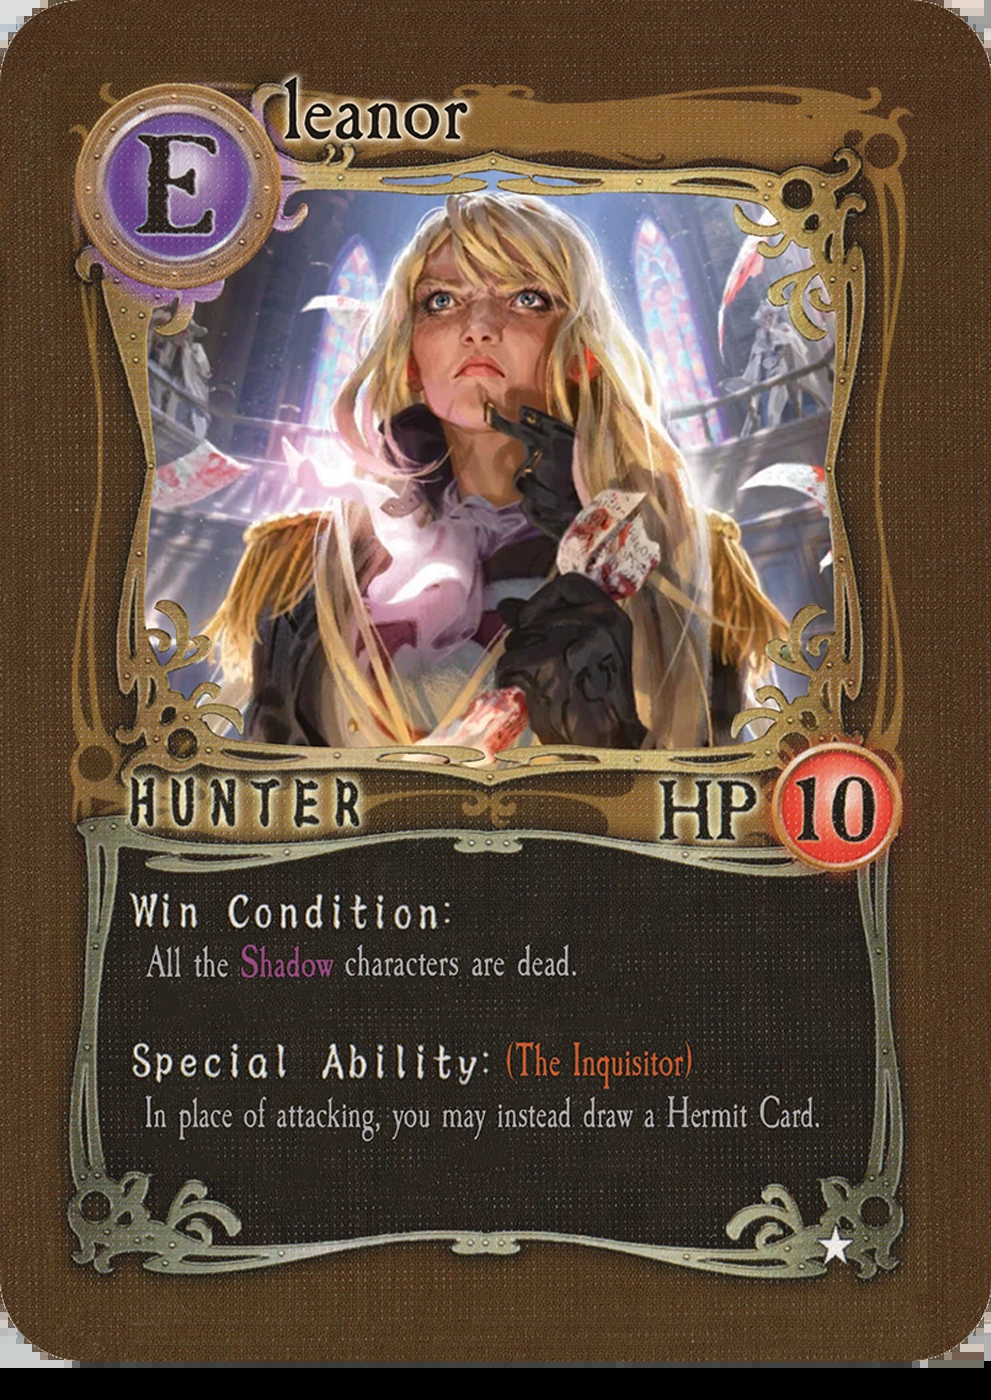 Eleanor
HUNTER HP 10
Win Condition:
All the Shadow characters are dead.
Special Ability: (The Inquisitor)
In place of attacking, you may instead draw a Hermit Card.